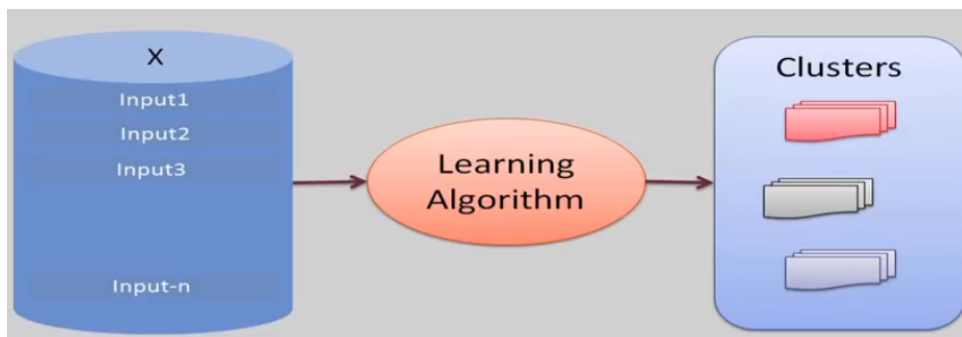 X
Input1
Input2
Input3
Input-n
Learning
Algorithm
Clusters